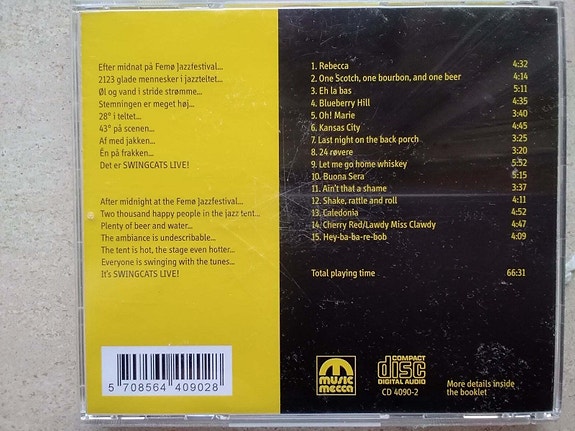 Efter midnat på Femø Jazzfestival...
2123 glade mennesker i jazzteltet...
Øl og vand i stride strømme...
Stemningen er meget høj...
28° i teltet...
43° på scenen...
Af med jakken...
Èn på frakken...
Det er SWINGCATS LIVE!
After midnight at the Femø Jazzfestival...
Two thousand happy people in the jazz tent...
Plenty of beer and water...
The ambiance is undescribable...
The tent is hot, the stage even hotter...
Everyone is swinging with the tunes...
It's SWINGCATS LIVE!
5 708564 409028
1. Rebecca 4:32
2. One Scotch, one bourbon, and one beer 4:14
3. Eh la bas 5:11
4. Blueberry Hill 4:35
5. Oh! Marie 3:40
6. Kansas City 4:45
7. Last night on the back porch 3:25
8. 24 røvere 3:20
9. Let me go home whiskey 5:52
10. Buona Sera 5:15
11. Ain't that a shame 3:37
12. Shake, rattle and roll 4:11
13. Caledonia 4:52
14. Cherry Red/Lawdy Miss Clawdy 4:47
15. Hey-ba-ba-re-bob 4:09
Total playing time 66:31
music
mecca
COMPACT
disc
DIGITAL AUDIO
CD 4090-2
More details inside
the booklet